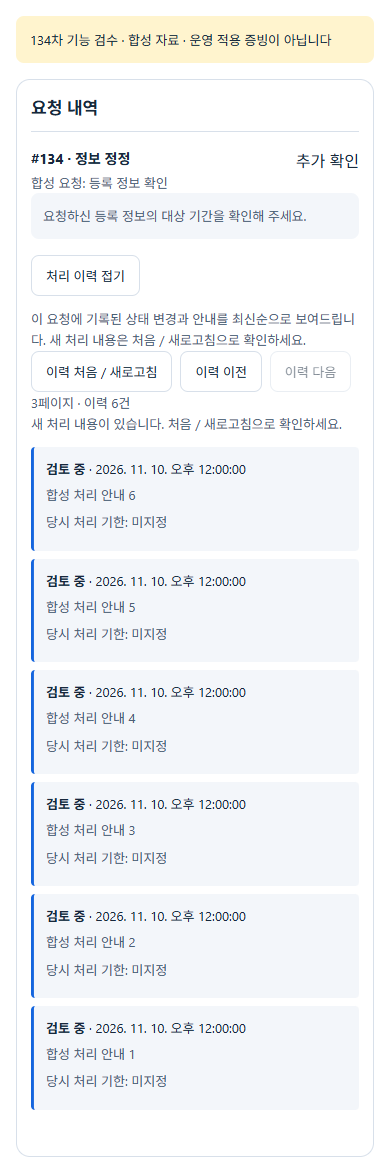 134차 기능 검수 · 합성 자료 · 운영 적용 증빙이 아닙니다
요청 내역
#134 · 정보 정정
추가 확인
합성 요청: 등록 정보 확인
요청하신 등록 정보의 대상 기간을 확인해 주세요.
처리 이력 접기
이 요청에 기록된 상태 변경과 안내를 최신순으로 보여드립니
다. 새 처리 내용은 처음 / 새로고침으로 확인하세요.
이력 처음 / 새로고침
이력 이전
이력 다음
3페이지 · 이력 6건
새 처리 내용이 있습니다. 처음 / 새로고침으로 확인하세요.
검토 중 · 2026. 11. 10. 오후 12:00:00
합성 처리 안내 6
당시 처리 기한: 미지정
검토 중 · 2026. 11. 10. 오후 12:00:00
합성 처리 안내 5
당시 처리 기한: 미지정
검토 중 · 2026. 11. 10. 오후 12:00:00
합성 처리 안내 4
당시 처리 기한: 미지정
검토 중 · 2026. 11. 10. 오후 12:00:00
합성 처리 안내 3
당시 처리 기한: 미지정
검토 중 · 2026. 11. 10. 오후 12:00:00
합성 처리 안내 2
당시 처리 기한: 미지정
검토 중 · 2026. 11. 10. 오후 12:00:00
합성 처리 안내 1
당시 처리 기한: 미지정